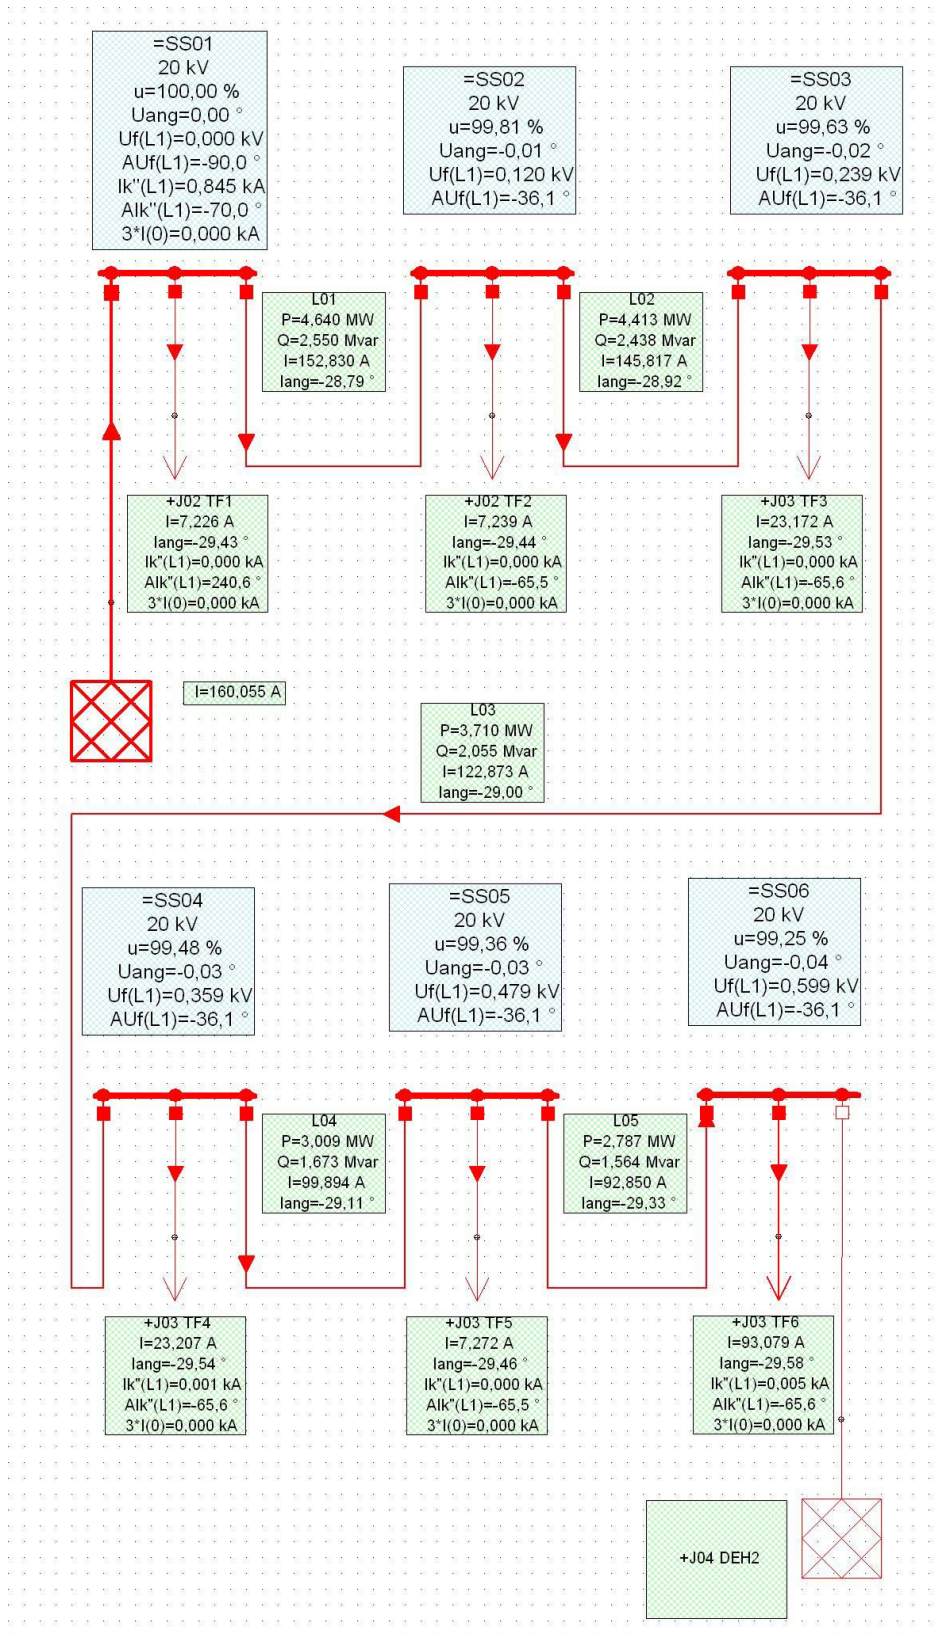 =SS01
20 kV
u=100,00 %
Uang=0,00 °
Uf(L1)=0,000 kV
AUf(L1)=-90,0 °
Ik"(L1)=0,845 kA
AIk"(L1)=-70,0 °
3*I(0)=0,000 kA
=SS02
20 kV
u=99,81 %
Uang=-0,01 °
Uf(L1)=0,120 kV
AUf(L1)=-36,1 °
=SS03
20 kV
u=99,63 %
Uang=-0,02 °
Uf(L1)=0,239 kV
AUf(L1)=-36,1 °
L01
P=4,640 MW
Q=2,550 Mvar
I=152,830 A
Iang=-28,79 °
L02
P=4,413 MW
Q=2,438 Mvar
I=145,817 A
Iang=-28,92 °
+J02 TF1
I=7,226 A
Iang=-29,43 °
Ik"(L1)=0,000 kA
AIk"(L1)=240,6 °
3*I(0)=0,000 kA
+J02 TF2
I=7,239 A
Iang=-29,44 °
Ik"(L1)=0,000 kA
AIk"(L1)=-65,5 °
3*I(0)=0,000 kA
+J03 TF3
I=23,172 A
Iang=-29,53 °
Ik"(L1)=0,000 kA
AIk"(L1)=-65,6 °
3*I(0)=0,000 kA
I=160,055 A
L03
P=3,710 MW
Q=2,055 Mvar
I=122,873 A
Iang=-29,00 °
=SS04
20 kV
u=99,48 %
Uang=-0,03 °
Uf(L1)=0,359 kV
AUf(L1)=-36,1 °
=SS05
20 kV
u=99,36 %
Uang=-0,03 °
Uf(L1)=0,479 kV
AUf(L1)=-36,1 °
=SS06
20 kV
u=99,25 %
Uang=-0,04 °
Uf(L1)=0,599 kV
AUf(L1)=-36,1 °
L04
P=3,009 MW
Q=1,673 Mvar
I=99,894 A
Iang=-29,11 °
L05
P=2,787 MW
Q=1,564 Mvar
I=92,850 A
Iang=-29,33 °
+J03 TF4
I=23,207 A
Iang=-29,54 °
Ik"(L1)=0,001 kA
AIk"(L1)=-65,6 °
3*I(0)=0,000 kA
+J03 TF5
I=7,272 A
Iang=-29,46 °
Ik"(L1)=0,000 kA
AIk"(L1)=-65,5 °
3*I(0)=0,000 kA
+J03 TF6
I=93,079 A
Iang=-29,58 °
Ik"(L1)=0,005 kA
AIk"(L1)=-65,6 °
3*I(0)=0,000 kA
+J04 DEH2